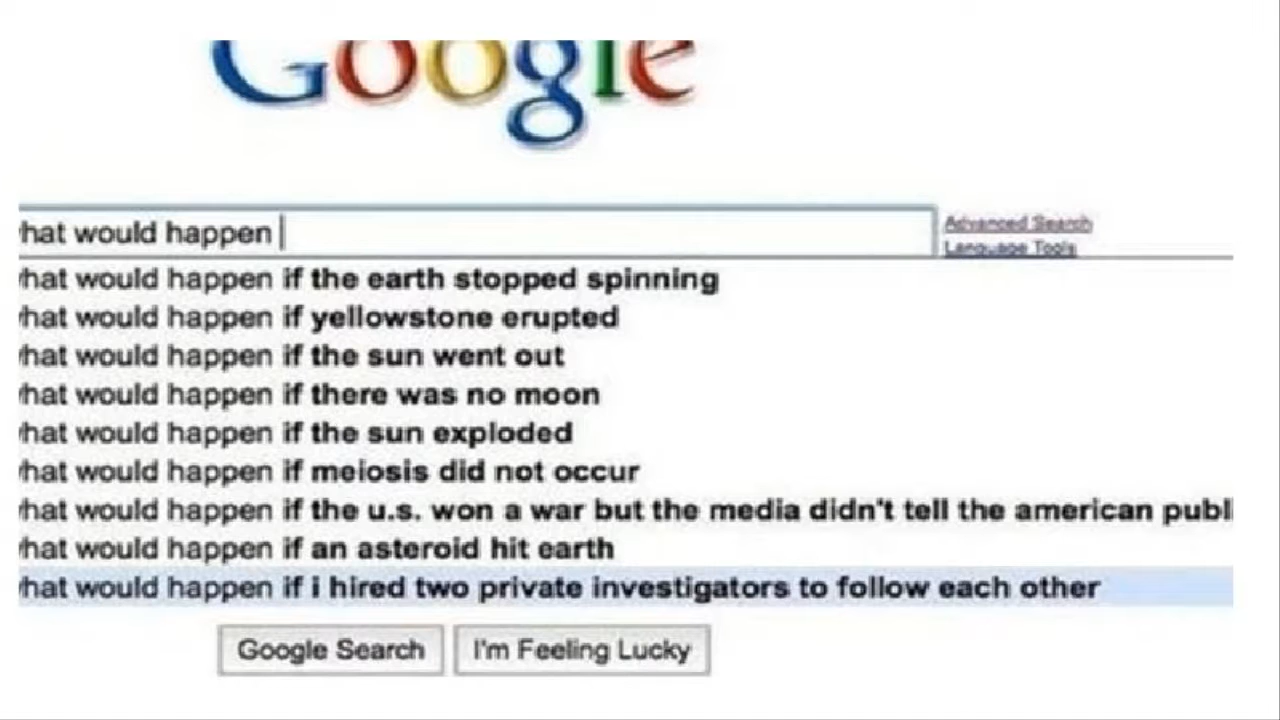 Google
hat would happen
Advanced Search
Language Tools
hat would happen if the earth stopped spinning
hat would happen if yellowstone erupted
hat would happen if the sun went out
hat would happen if there was no moon
hat would happen if the sun exploded
hat would happen if meiosis did not occur
hat would happen if the u.s. won a war but the media didn't tell the american publ
hat would happen if an asteroid hit earth
hat would happen if i hired two private investigators to follow each other
Google Search
I'm Feeling Lucky